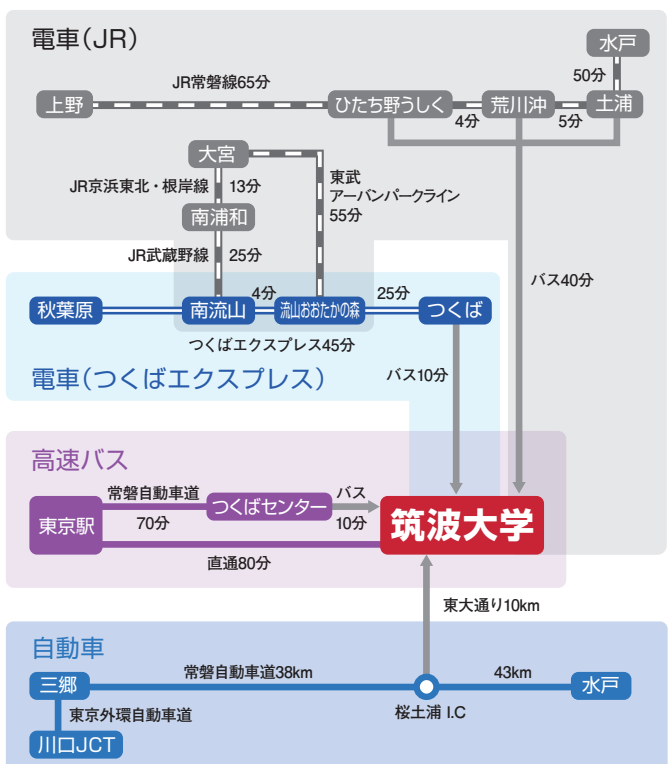 電車(JR)
水戸
50分
JR常磐線65分
上野
ひたち野うしく
4分
荒川沖
5分
土浦
大宮
JR京浜東北・根岸線
13分
東武
アーバンパークライン
55分
南浦和
JR武蔵野線
25分
バス40分
秋葉原
南流山
4分
流山おおたかの森
25分
つくば
つくばエクスプレス45分
電車(つくばエクスプレス)
バス10分
高速バス
東京駅
常磐自動車道
70分
つくばセンター
バス
10分
筑波大学
直通80分
東大通り10km
自動車
三郷
常磐自動車道38km
43km
水戸
桜土浦 I.C
東京外環自動車道
川口JCT